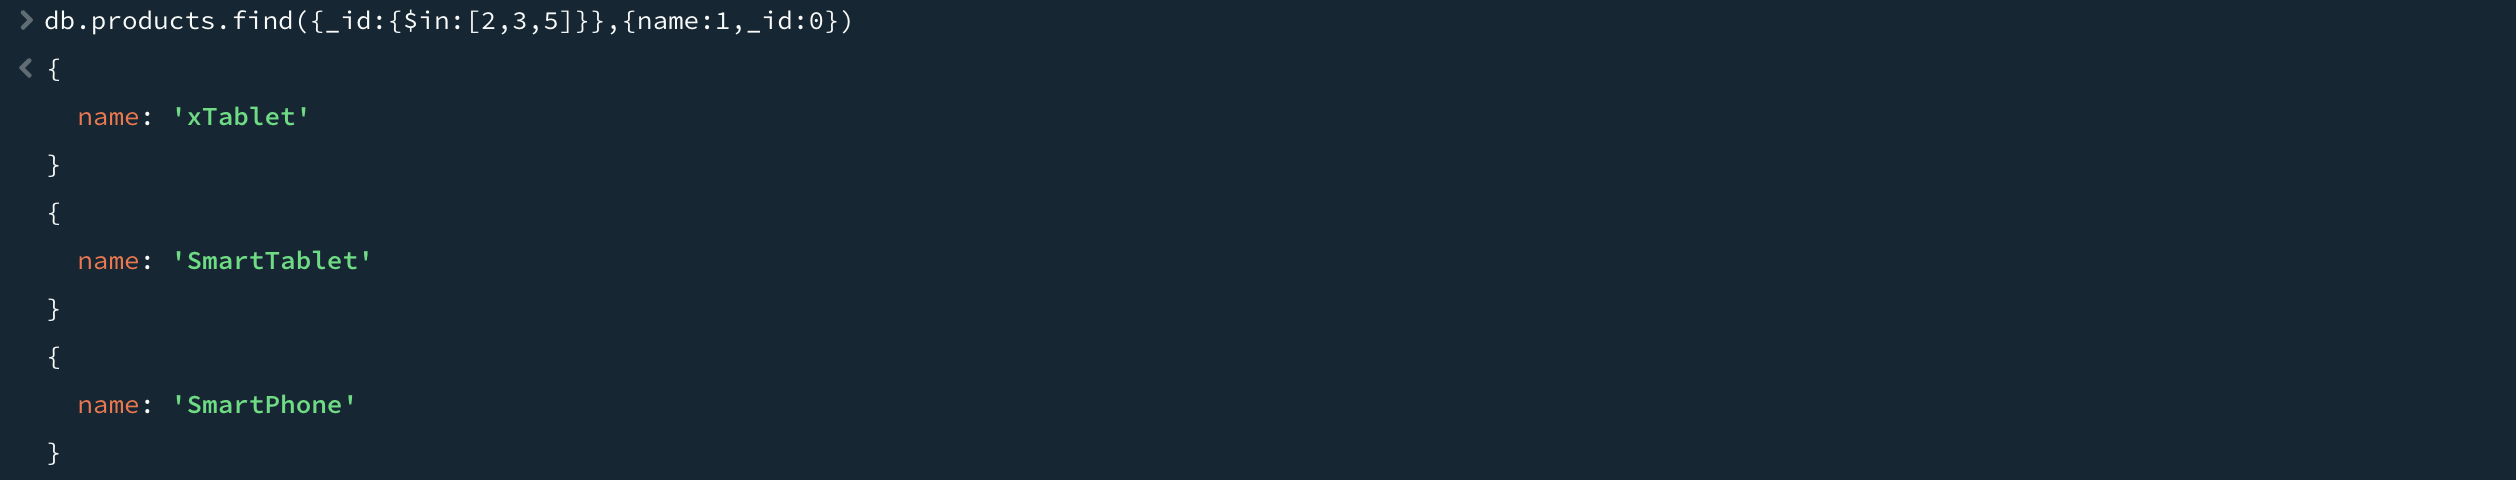 db.products.find({_id:{$in:[2,3,5]}},{name:1,_id:0})
{
name: 'xTablet'
}
{
name: 'SmartTablet'
}
{
name: 'SmartPhone'
}